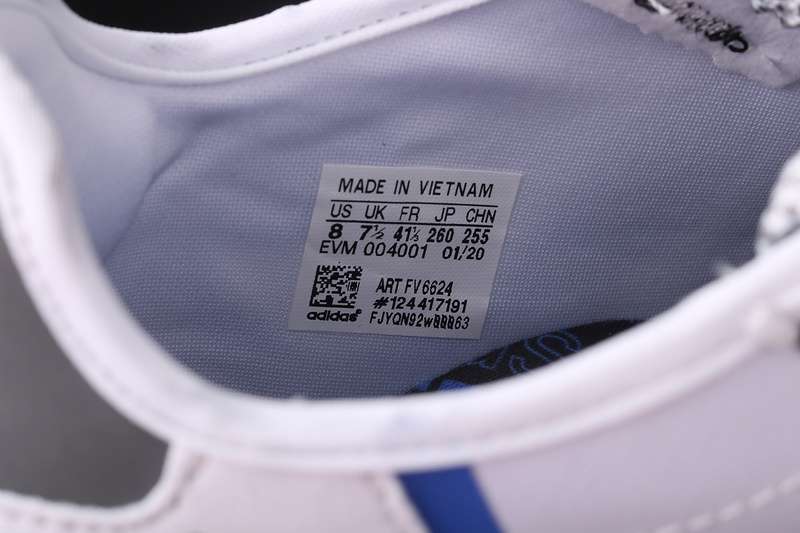 MADE IN VIETNAM
US UK FR JP CHN
8 7½ 41⅓ 260 255
EVM 004001 01/20
ART FV6624
#124417191
adidas®